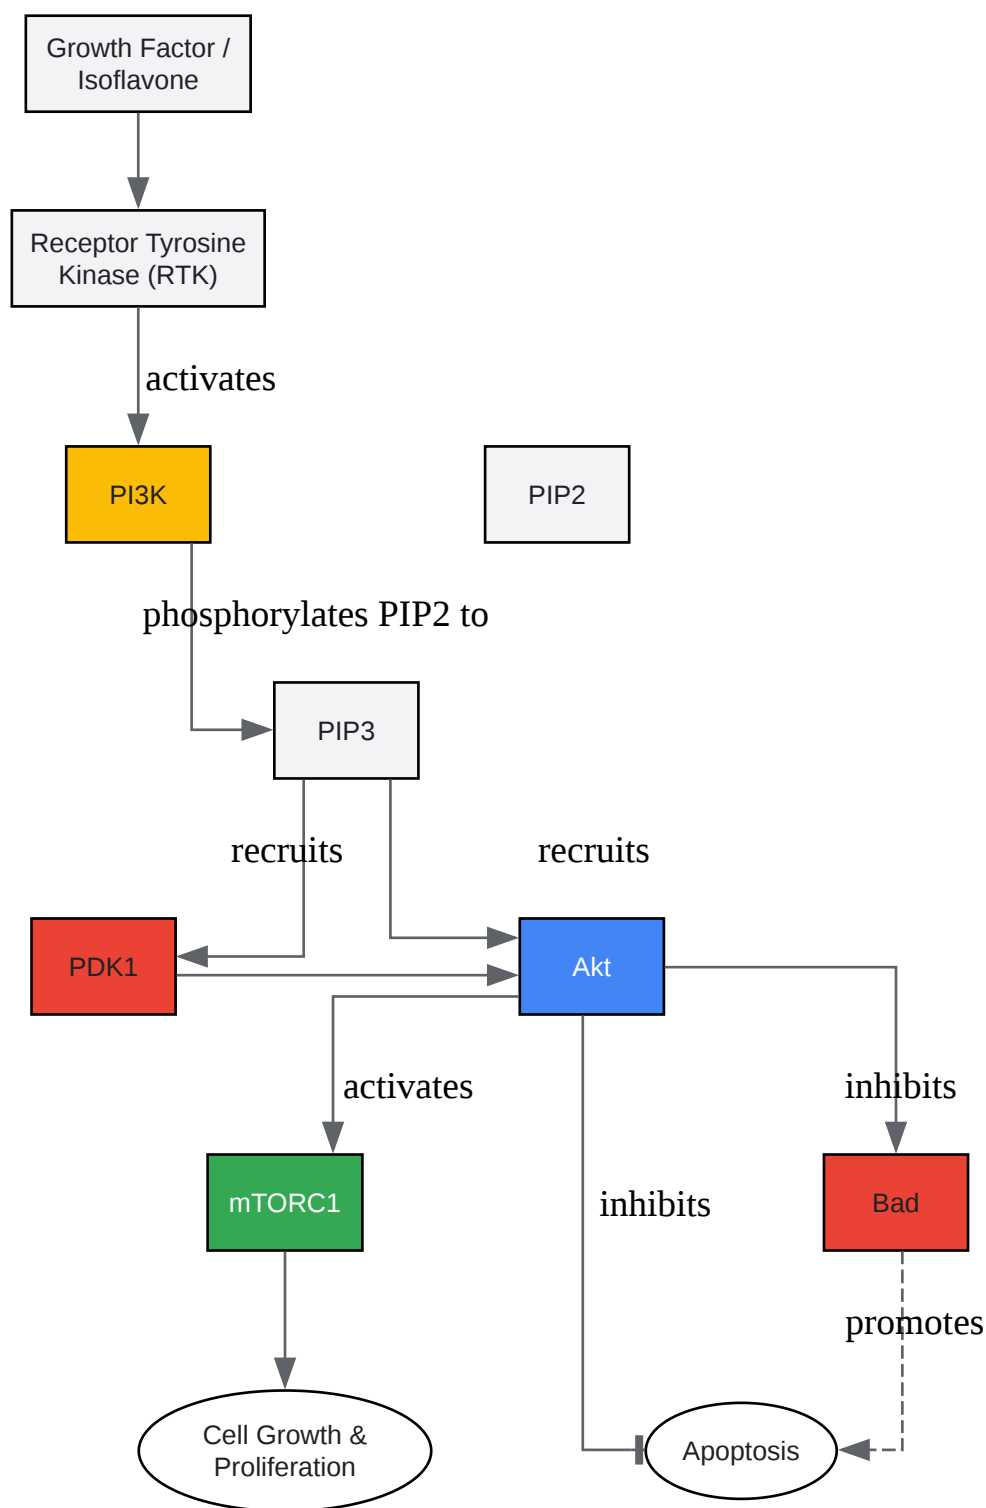 Growth Factor /
Isoflavone
Receptor Tyrosine
Kinase (RTK)
activates
PI3K
PIP2
phosphorylates PIP2 to
PIP3
recruits
recruits
PDK1
Akt
activates
inhibits
mTORC1
inhibits
Bad
promotes
Cell Growth &
Proliferation
Apoptosis